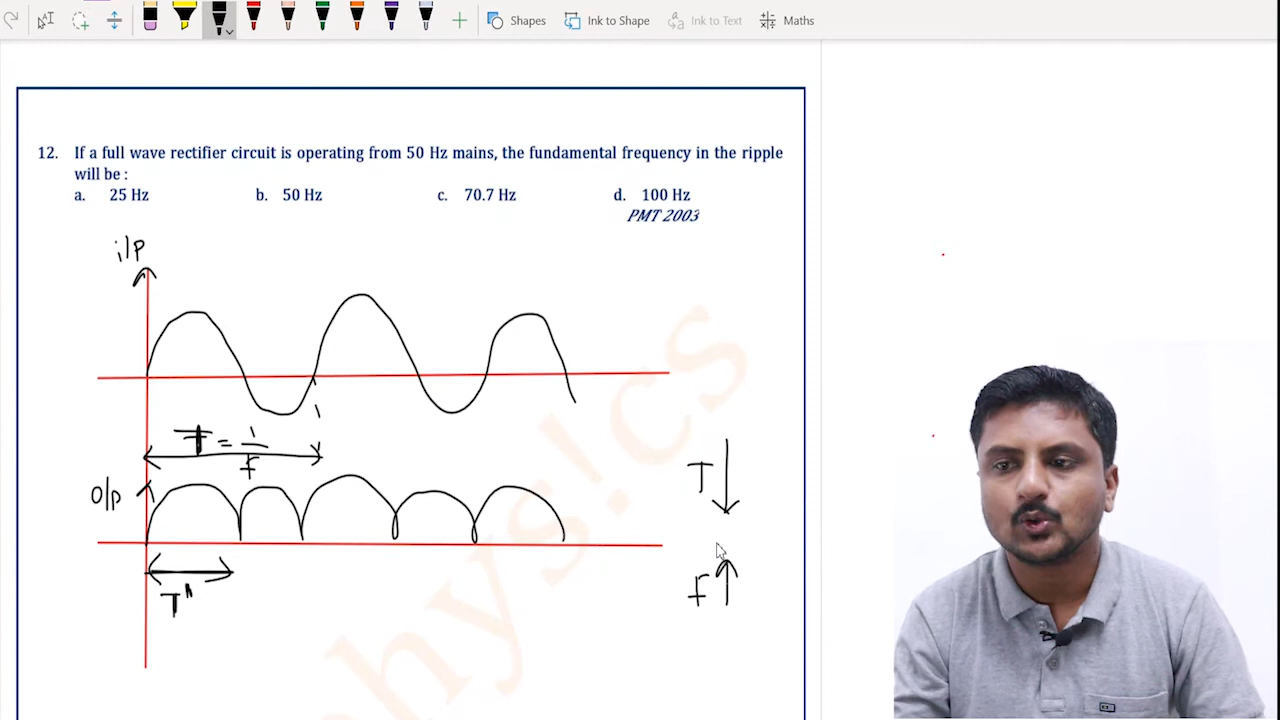 Shapes Ink to Shape Ink to Text Maths
12. If a full wave rectifier circuit is operating from 50 Hz mains, the fundamental frequency in the ripple
will be :
a. 25 Hz b. 50 Hz c. 70.7 Hz d. 100 Hz
PMT 2003
i/p
T = 1/f
o/p
T
T"
f
hys!cs